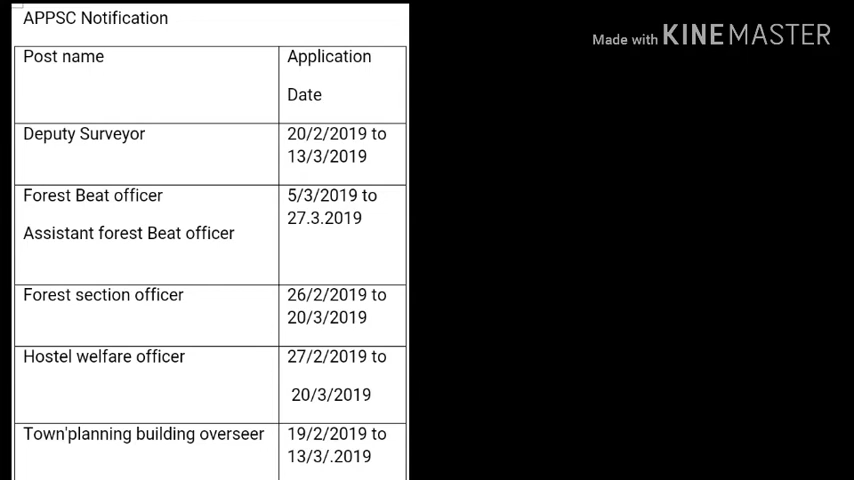 APPSC Notification
Post name
Application
Date
Deputy Surveyor
20/2/2019 to
13/3/2019
Forest Beat officer
Assistant forest Beat officer
5/3/2019 to
27.3.2019
Forest section officer
26/2/2019 to
20/3/2019
Hostel welfare officer
27/2/2019 to
20/3/2019
Town'planning building overseer
19/2/2019 to
13/3/.2019
Made with KINEMASTER